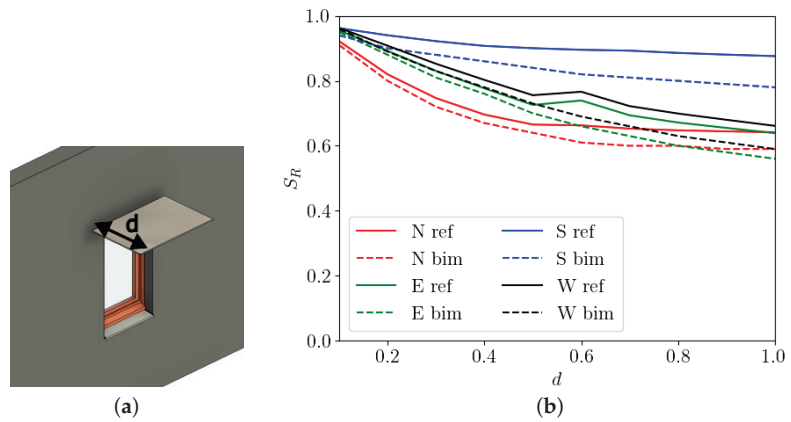 d
(a)
1.0
0.8
0.6
0.4
0.2
0.0
S_R
N ref
N bim
E ref
E bim
S ref
S bim
W ref
W bim
0.2 0.4 0.6 0.8 1.0
d
(b)